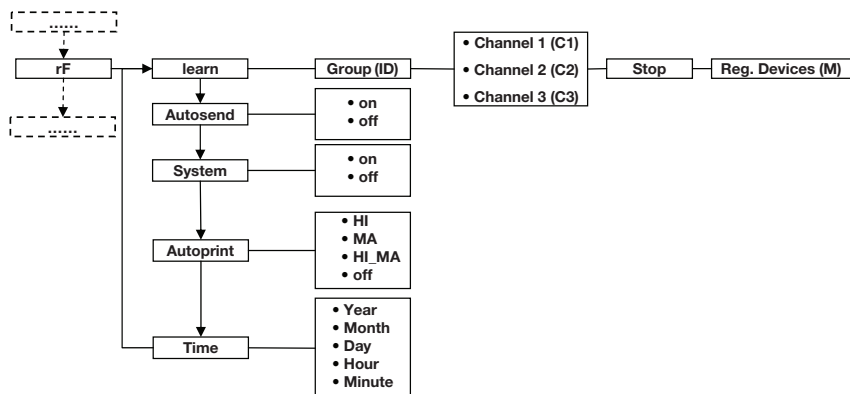 ......
rF
......
learn
Group (ID)
• Channel 1 (C1)
• Channel 2 (C2)
• Channel 3 (C3)
Stop
Reg. Devices (M)
Autosend
• on
• off
System
• on
• off
Autoprint
• HI
• MA
• HI_MA
• off
Time
• Year
• Month
• Day
• Hour
• Minute